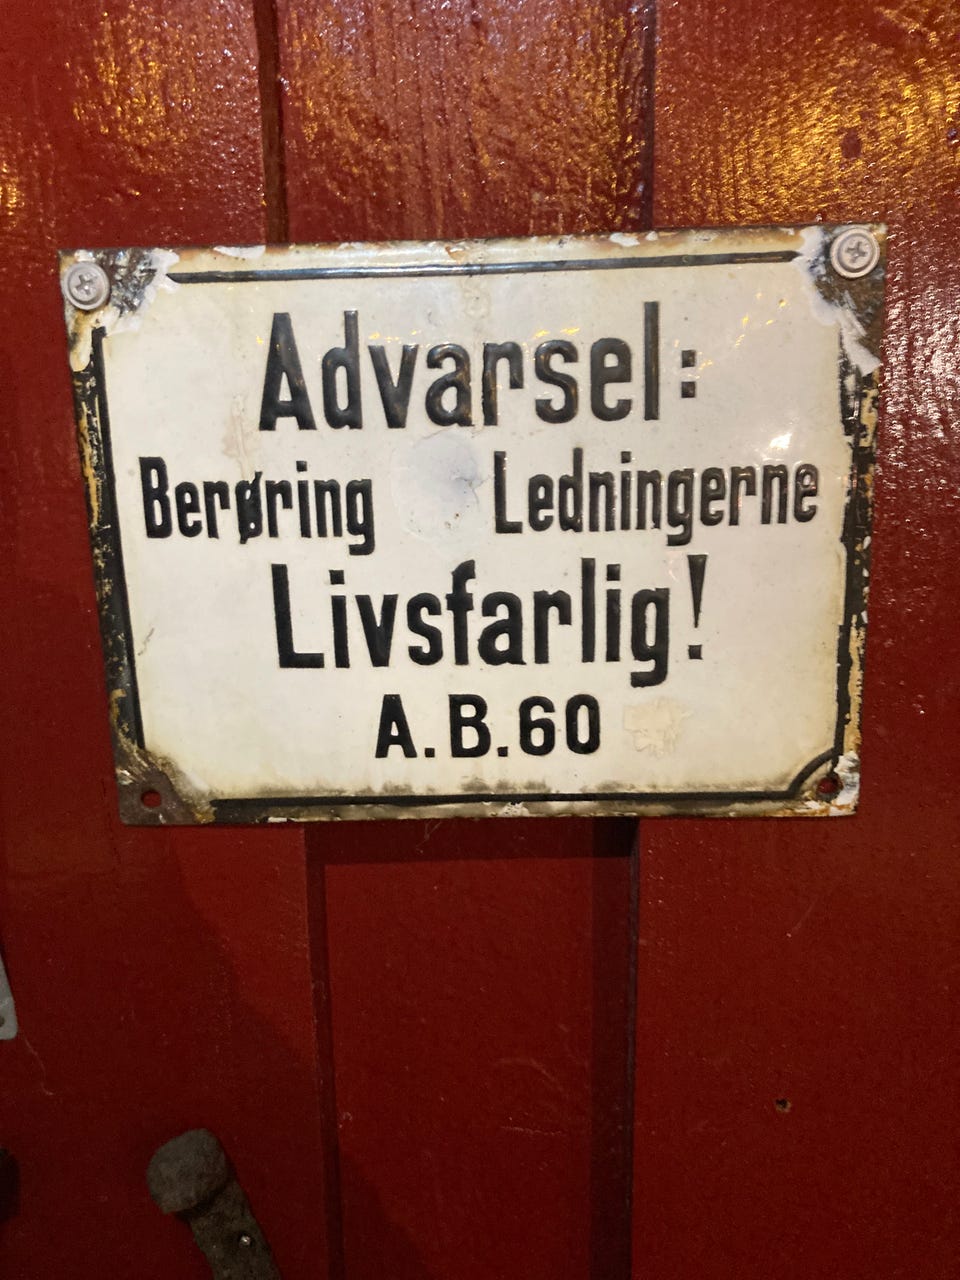 Advarsel:
Berøring Ledningerne
Livsfarlig!
A.B.60